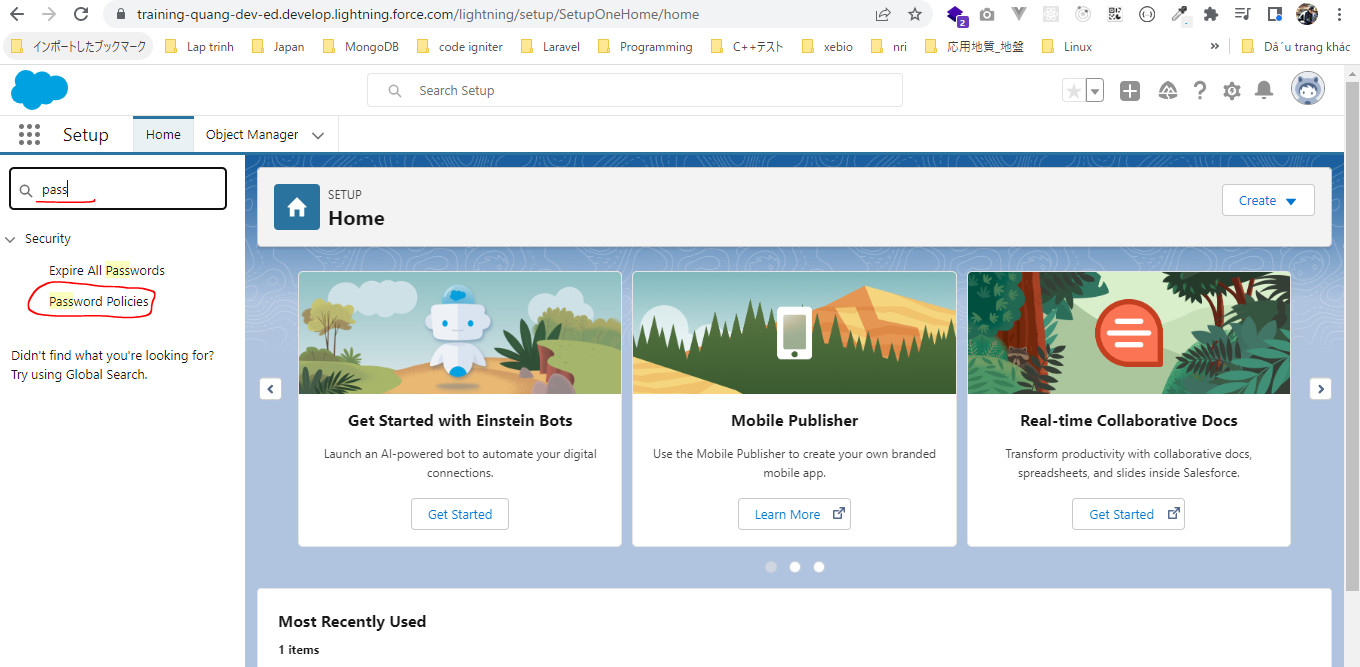 training-quang-dev-ed.develop.lightning.force.com/lightning/setup/SetupOneHome/home
2
インポートしたブックマーク Lap trinh Japan MongoDB code igniter Laravel Programming C++テスト xebio nri 応用地質_地盤 Linux » Dấu trang khác
Search Setup
Setup Home Object Manager
pass
Security
Expire All Passwords
Password Policies
Didn't find what you're looking for?
Try using Global Search.
SETUP
Home
Create
Get Started with Einstein Bots
Launch an AI-powered bot to automate your digital
connections.
Get Started
Mobile Publisher
Use the Mobile Publisher to create your own branded
mobile app.
Learn More
Real-time Collaborative Docs
Transform productivity with collaborative docs,
spreadsheets, and slides inside Salesforce.
Get Started
Most Recently Used
1 items